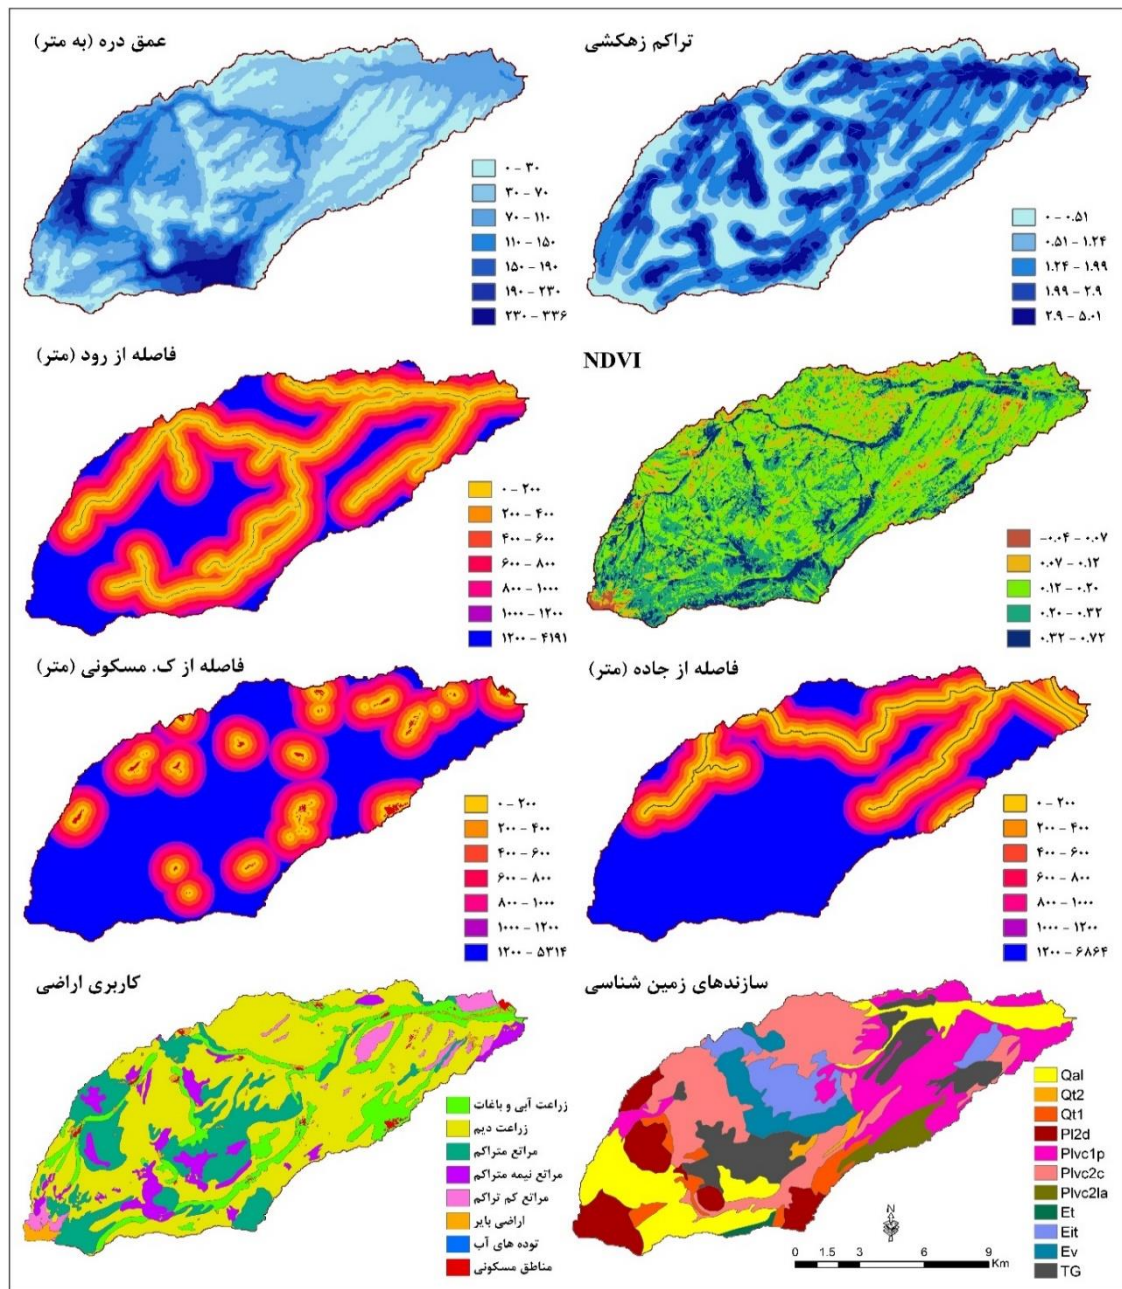 عمق دره (به متر)
۰ - ۳۰
۳۰ - ۷۰
۷۰ - ۱۱۰
۱۱۰ - ۱۵۰
۱۵۰ - ۱۹۰
۱۹۰ - ۲۳۰
۲۳۰ - ۳۳۶
تراکم زهکشی
۰ - ۰.۵۱
۰.۵۱ - ۱.۲۴
۱.۲۴ - ۱.۹۹
۱.۹۹ - ۲.۹
۲.۹ - ۵.۰۱
فاصله از رود (متر)
۰ - ۲۰۰
۲۰۰ - ۴۰۰
۴۰۰ - ۶۰۰
۶۰۰ - ۸۰۰
۸۰۰ - ۱۰۰۰
۱۰۰۰ - ۱۲۰۰
۱۲۰۰ - ۴۱۹۱
NDVI
-۰.۰۴ - ۰.۰۷
۰.۰۷ - ۰.۱۲
۰.۱۲ - ۰.۲۰
۰.۲۰ - ۰.۳۲
۰.۳۲ - ۰.۷۲
فاصله از ک. مسکونی (متر)
۰ - ۲۰۰
۲۰۰ - ۴۰۰
۴۰۰ - ۶۰۰
۶۰۰ - ۸۰۰
۸۰۰ - ۱۰۰۰
۱۰۰۰ - ۱۲۰۰
۱۲۰۰ - ۵۳۱۴
فاصله از جاده (متر)
۰ - ۲۰۰
۲۰۰ - ۴۰۰
۴۰۰ - ۶۰۰
۶۰۰ - ۸۰۰
۸۰۰ - ۱۰۰۰
۱۰۰۰ - ۱۲۰۰
۱۲۰۰ - ۶۸۶۴
کاربری اراضی
زراعت آبی و باغات
زراعت دیم
مراتع متراکم
مراتع نیمه متراکم
مراتع کم تراکم
اراضی بایر
توده های آب
مناطق مسکونی
سازندهای زمین شناسی
Qal
Qt2
Qt1
Pl2d
Plvc1p
Plvc2c
Plvc2la
Et
Eit
Ev
TG
N
0 1.5 3 6 9
Km